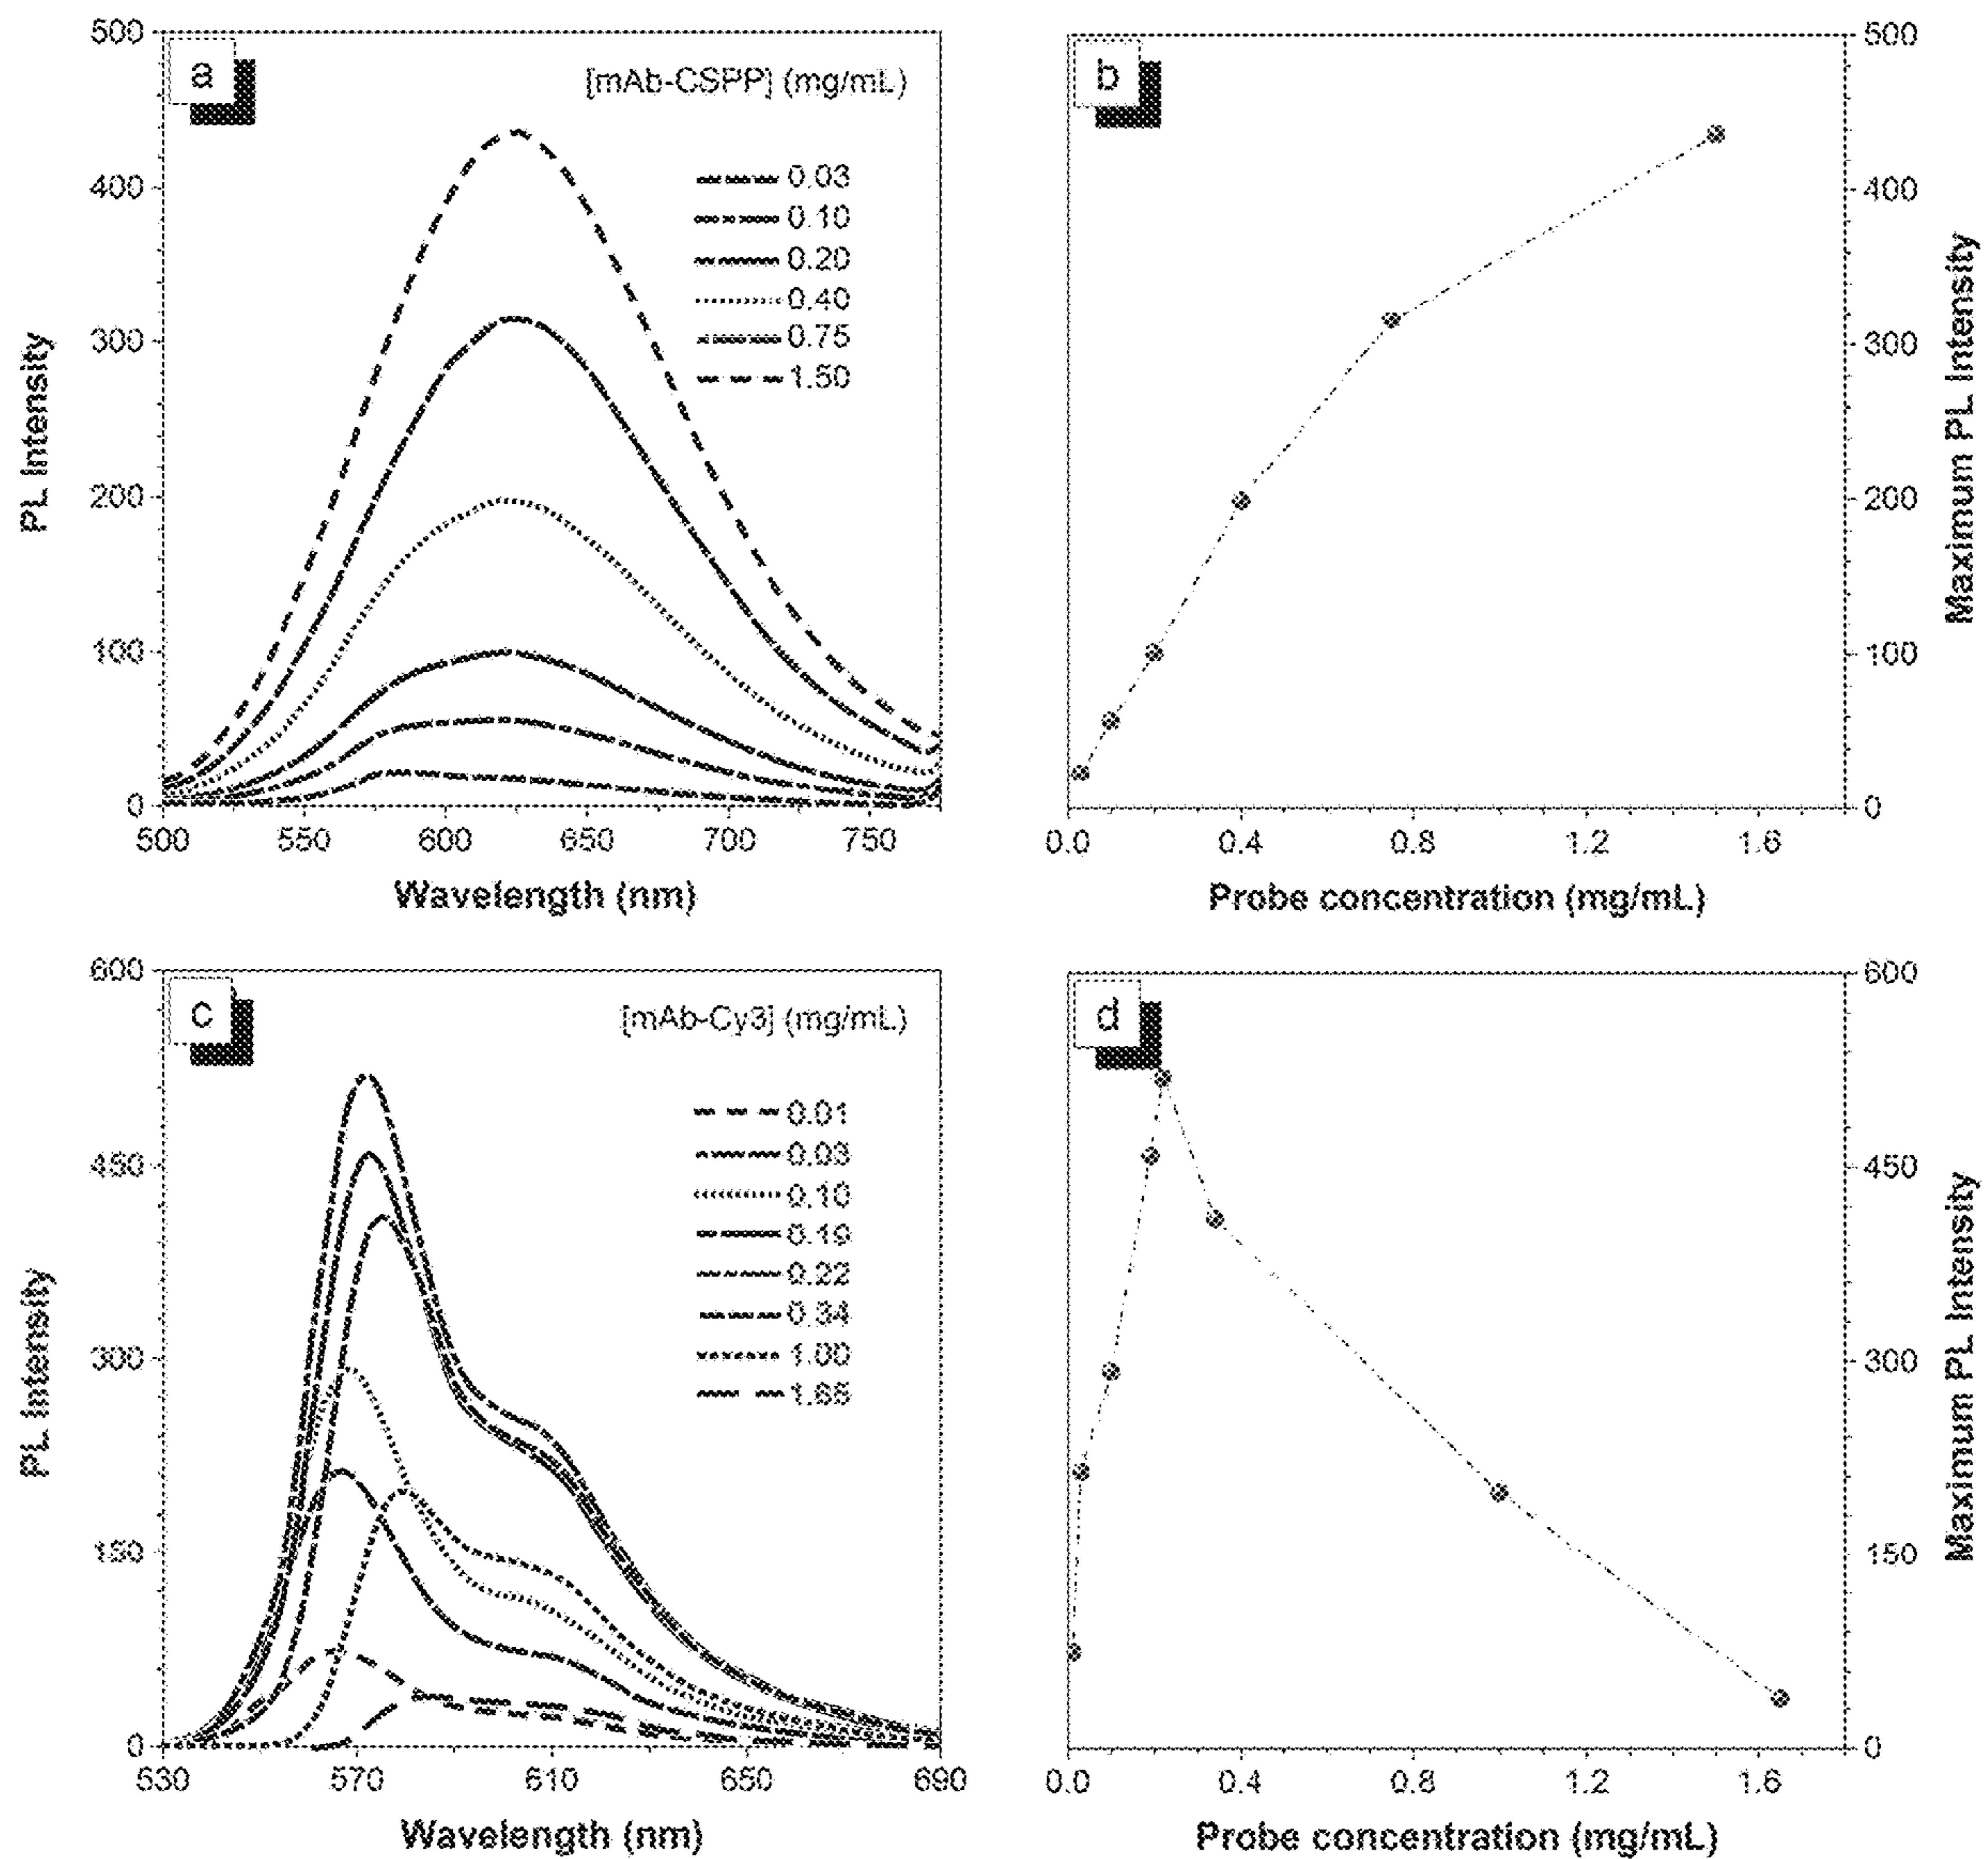 a
[mAb-CSPP] (mg/mL)
0.03
0.10
0.20
0.40
0.75
1.50
500
400
300
200
100
0
PL Intensity
500 550 600 650 700 750
Wavelength (nm)
b
500
400
300
200
100
0
Maximum PL Intensity
0.0 0.4 0.8 1.2 1.6
Probe concentration (mg/mL)
c
[mAb-Cy3] (mg/mL)
0.01
0.03
0.10
0.19
0.22
0.34
1.00
1.65
600
450
300
150
0
PL Intensity
530 570 610 650 690
Wavelength (nm)
d
600
450
300
150
0
Maximum PL Intensity
0.0 0.4 0.8 1.2 1.6
Probe concentration (mg/mL)